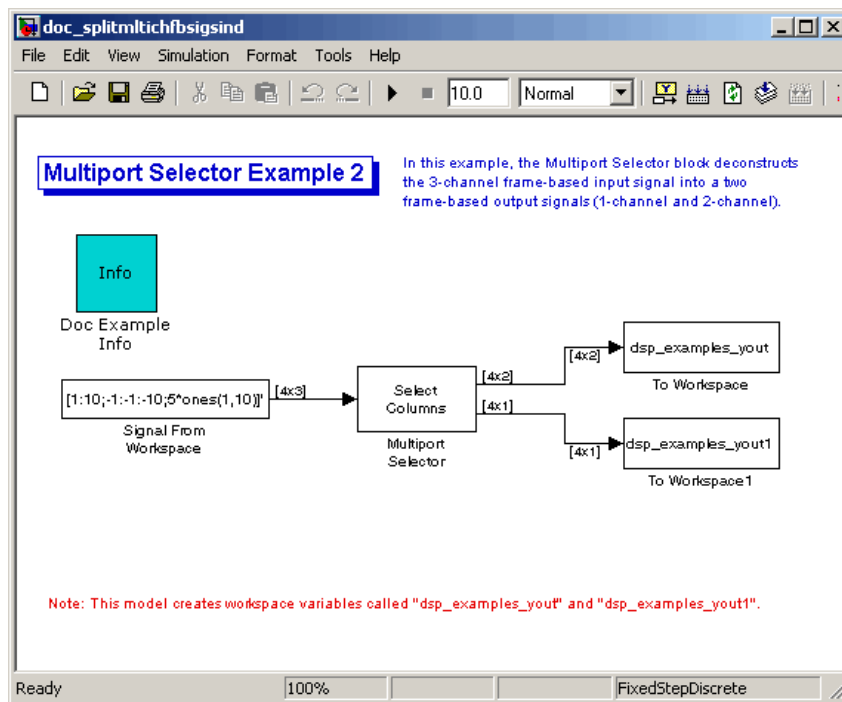 doc_splitmltichfbsigsind
File Edit View Simulation Format Tools Help
10.0 Normal
Multiport Selector Example 2
In this example, the Multiport Selector block deconstructs
the 3-channel frame-based input signal into a two
frame-based output signals (1-channel and 2-channel).
Info
Doc Example
Info
[1:10;-1:-1:-10;5*ones(1,10)]'
Signal From
Workspace
[4x3]
Select
Columns
Multiport
Selector
[4x2]
[4x2]
dsp_examples_yout
To Workspace
[4x1]
[4x1]
dsp_examples_yout1
To Workspace1
Note: This model creates workspace variables called "dsp_examples_yout" and "dsp_examples_yout1".
Ready 100% FixedStepDiscrete